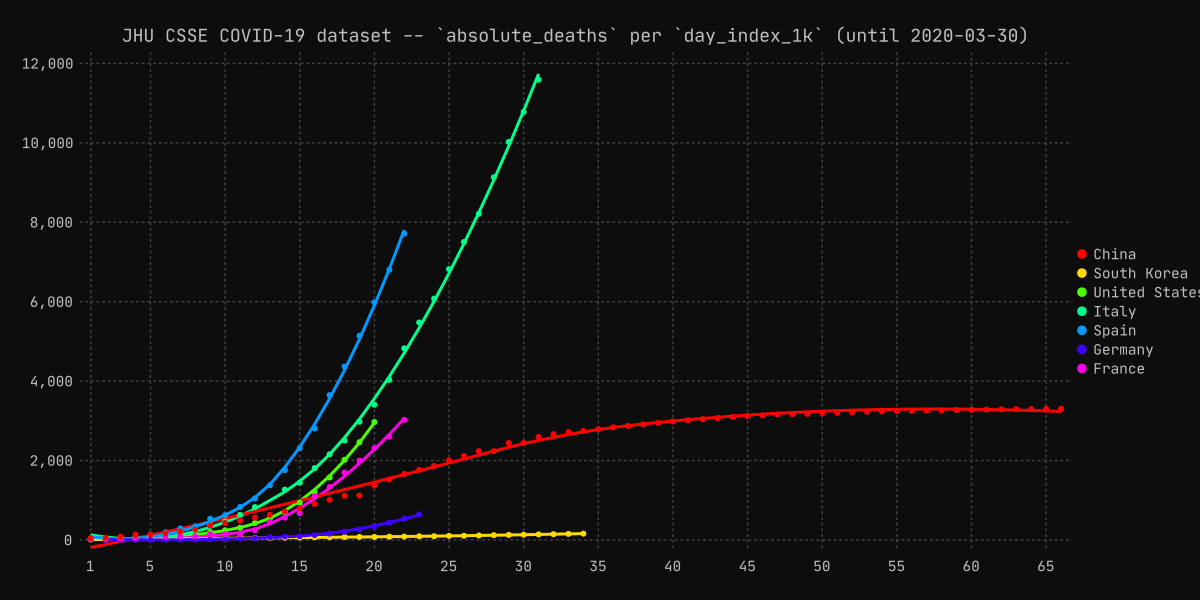 JHU CSSE COVID-19 dataset -- `absolute_deaths` per `day_index_1k` (until 2020-03-30)
12,000
10,000
8,000
6,000
4,000
2,000
0
1 5 10 15 20 25 30 35 40 45 50 55 60 65
China
South Korea
United States
Italy
Spain
Germany
France